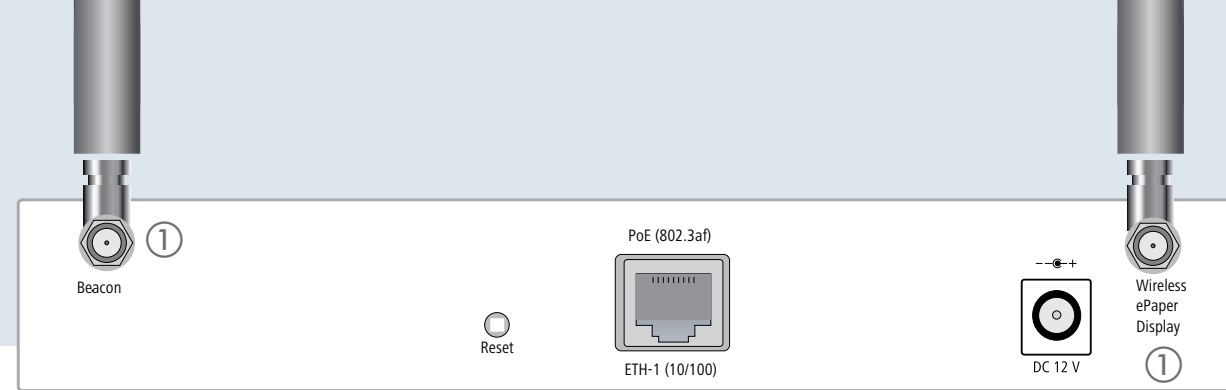 ①
Beacon
Reset
PoE (802.3af)
ETH-1 (10/100)
DC 12 V
Wireless
ePaper
Display
①